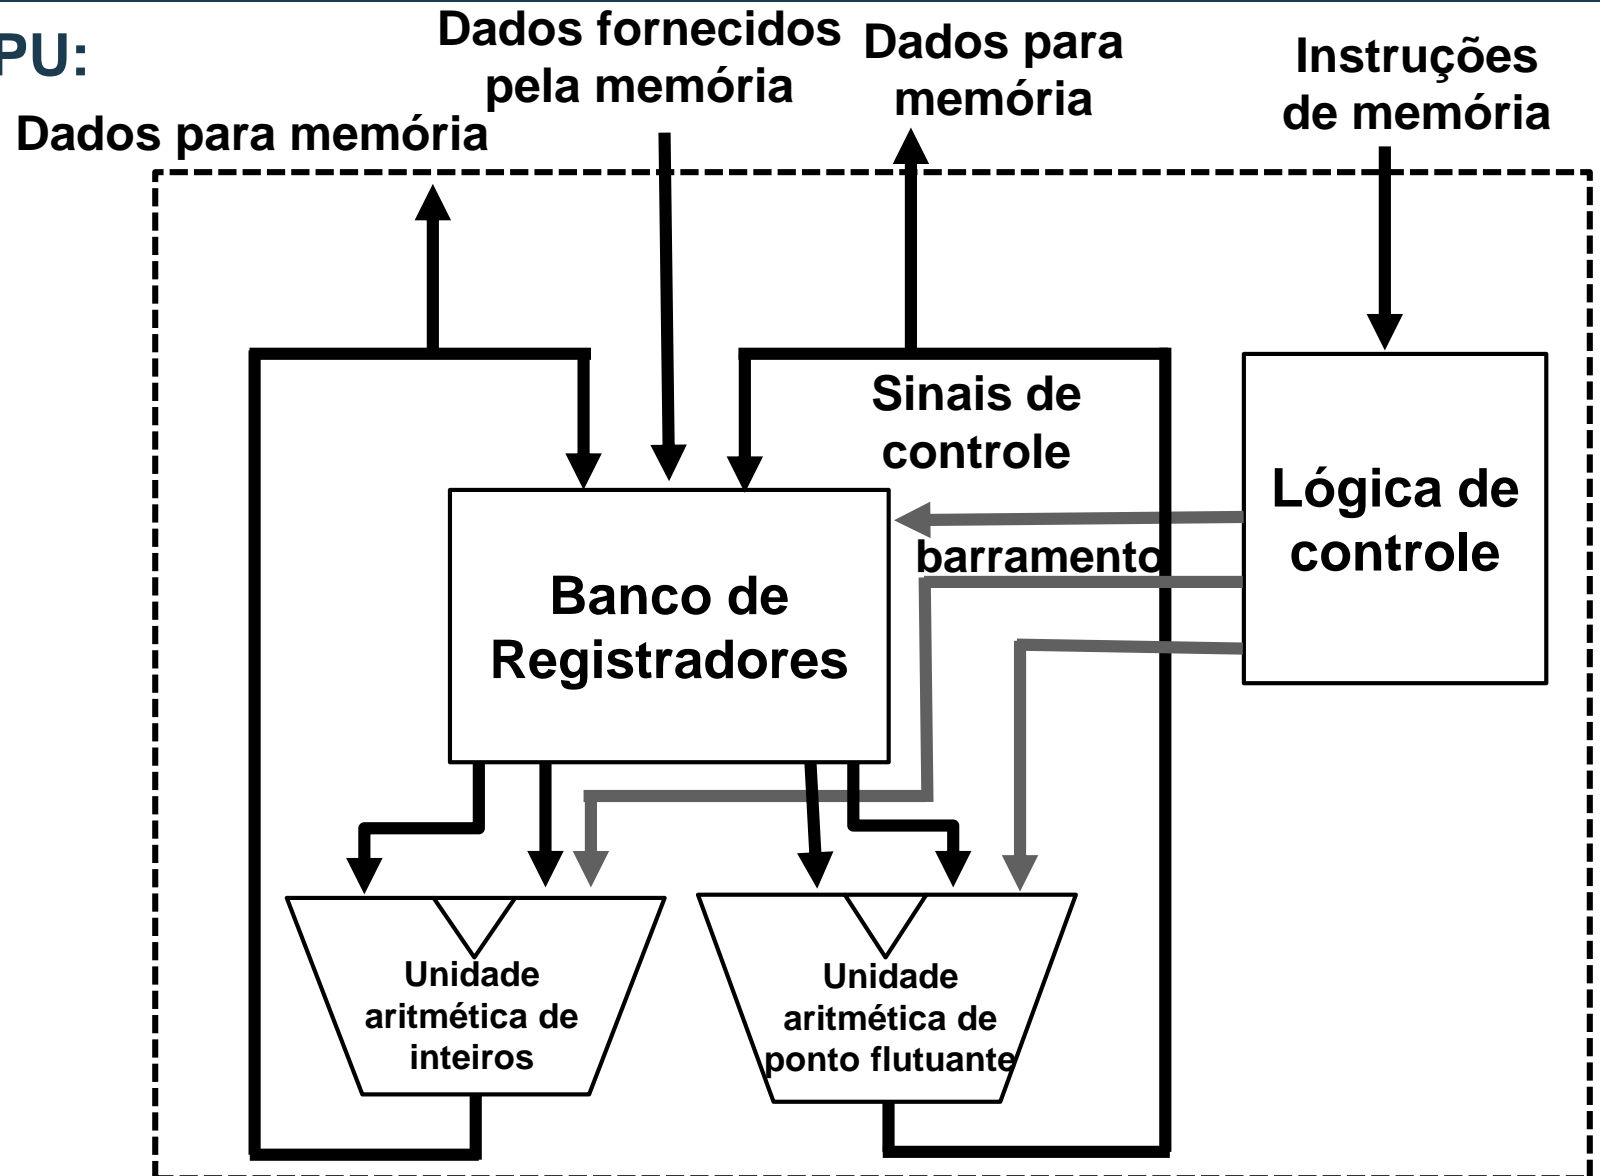 PU:
Dados para memória
Dados fornecidos
pela memória
Dados para
memória
Instruções
de memória
Sinais de
controle
barramento
Lógica de
controle
Banco de
Registradores
Unidade
aritmética de
inteiros
Unidade
aritmética de
ponto flutuante